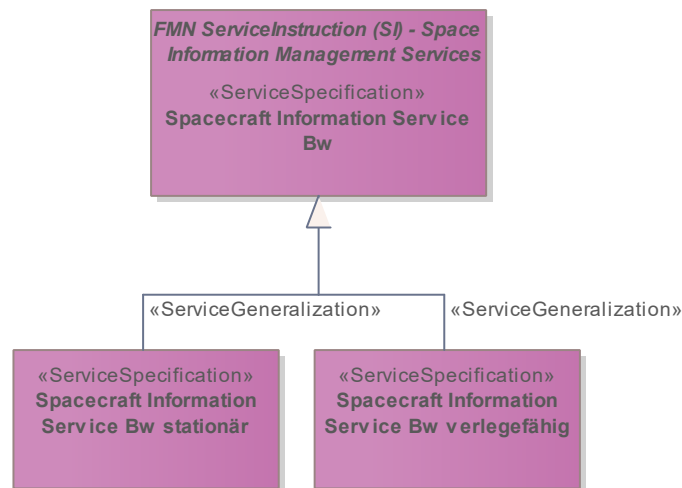 FMN ServiceInstruction (SI) - Space
Information Management Services
«ServiceSpecification»
Spacecraft Information Service
Bw
«ServiceGeneralization»
«ServiceGeneralization»
«ServiceSpecification»
Spacecraft Information
Service Bw stationär
«ServiceSpecification»
Spacecraft Information
Service Bw verlegefähig